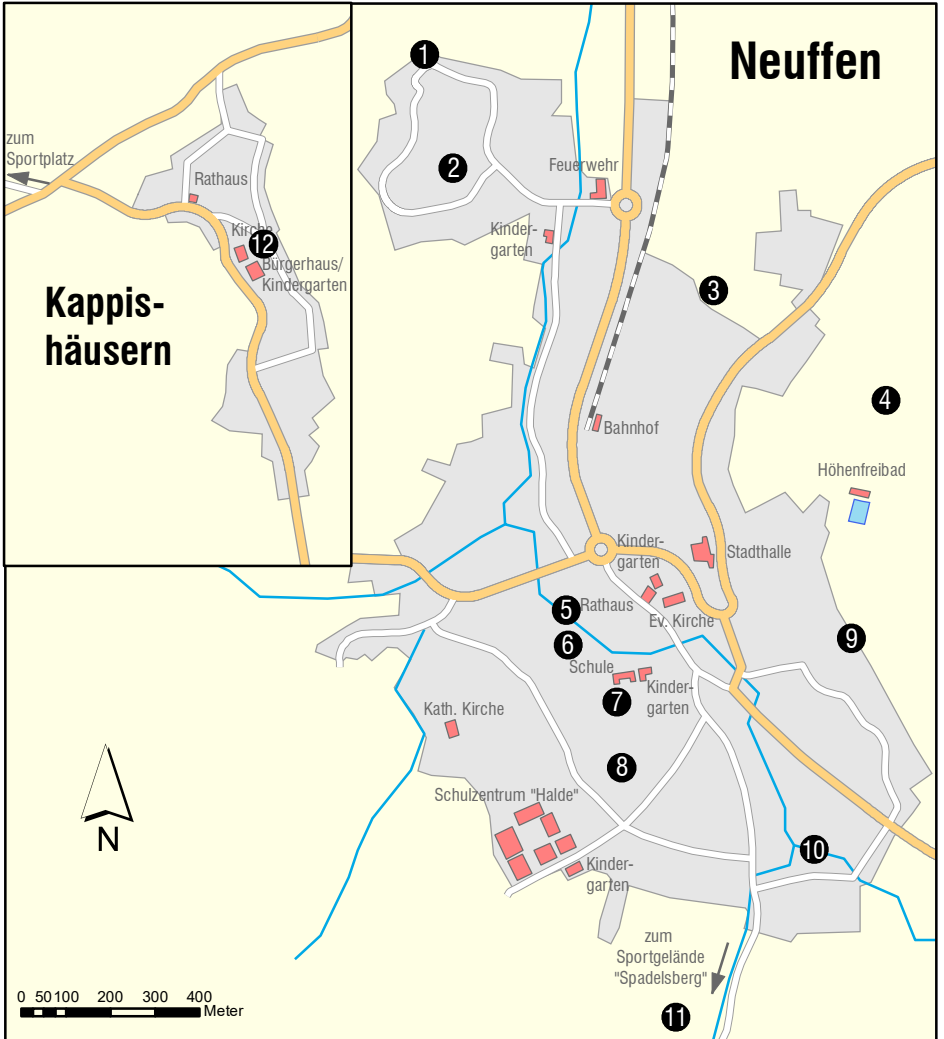 Neuffen
1
2
Feuerwehr
Kinder-
garten
zum
Sportplatz
Rathaus
Kirche
12
Bürgerhaus/
Kindergarten
Kappis-
häusern
3
4
Bahnhof
Höhenfreibad
Kinder-
garten
Stadthalle
5
Rathaus
Ev. Kirche
6
9
Schule
7
Kinder-
garten
Kath. Kirche
8
Schulzentrum "Halde"
10
Kinder-
garten
N
zum
Sportgelände
"Spadelsberg"
11
0 50 100 200 300 400
Meter